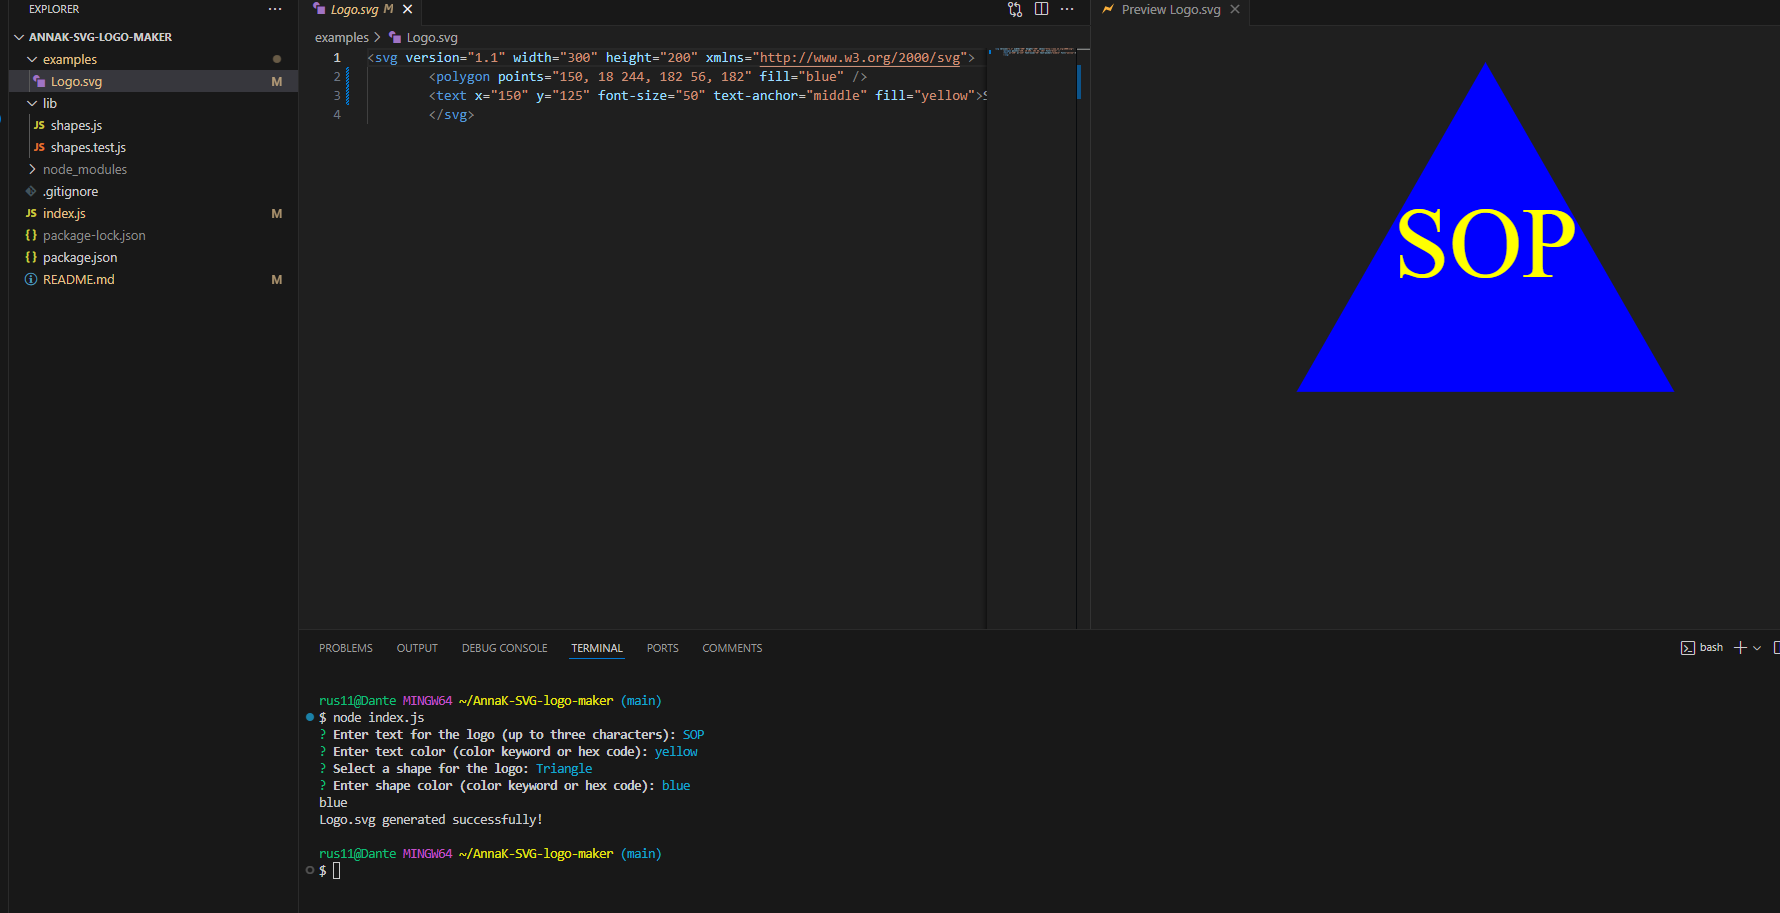 EXPLORER
ANNAK-SVG-LOGO-MAKER
examples
Logo.svg M
lib
JS shapes.js
JS shapes.test.js
node_modules
.gitignore
JS index.js M
{} package-lock.json
{} package.json
README.md M
Logo.svg M
examples > Logo.svg
1 <svg version="1.1" width="300" height="200" xmlns="http://www.w3.org/2000/svg">
2 <polygon points="150, 18 244, 182 56, 182" fill="blue" />
3 <text x="150" y="125" font-size="50" text-anchor="middle" fill="yellow">
4 </svg>
Preview Logo.svg
SOP
PROBLEMS OUTPUT DEBUG CONSOLE TERMINAL PORTS COMMENTS
bash
rus11@Dante MINGW64 ~/AnnaK-SVG-logo-maker (main)
$ node index.js
? Enter text for the logo (up to three characters): SOP
? Enter text color (color keyword or hex code): yellow
? Select a shape for the logo: Triangle
? Enter shape color (color keyword or hex code): blue
blue
Logo.svg generated successfully!
rus11@Dante MINGW64 ~/AnnaK-SVG-logo-maker (main)
$